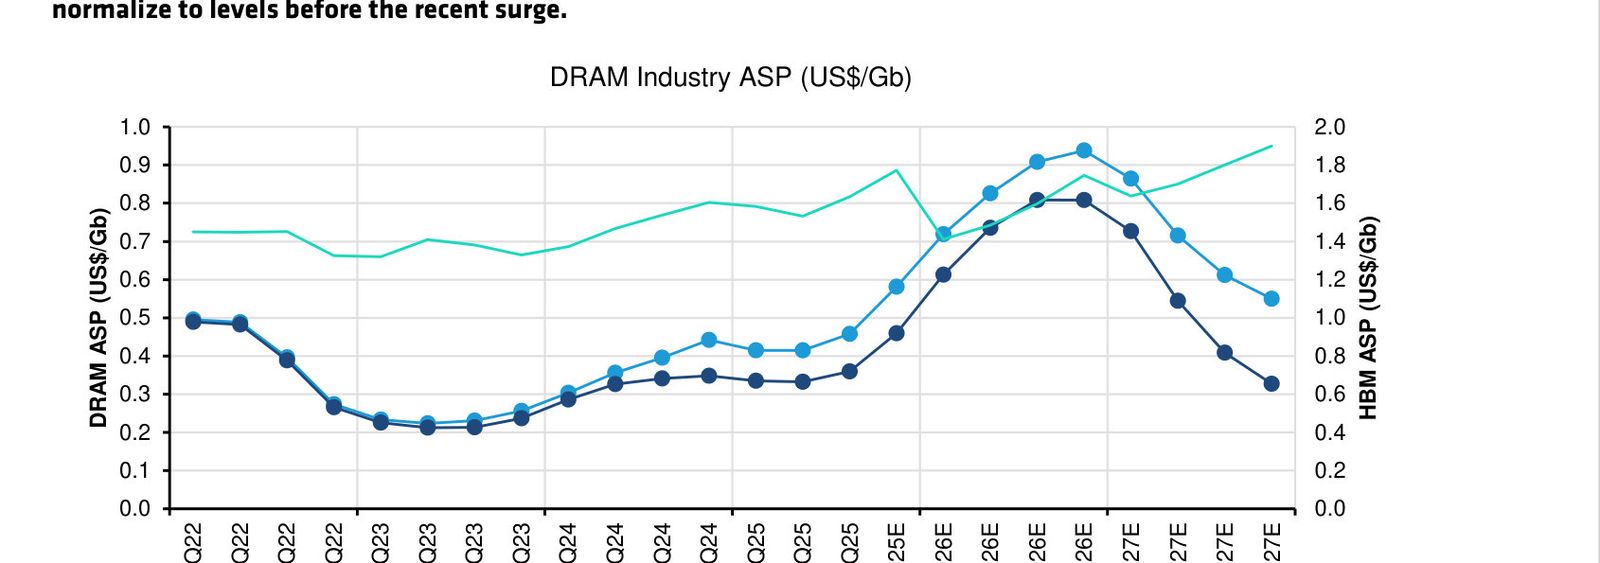 normalize to levels before the recent surge.
DRAM Industry ASP (US$/Gb)
1.0
0.9
0.8
0.7
0.6
0.5
0.4
0.3
0.2
0.1
0.0
DRAM ASP (US$/Gb)
2.0
1.8
1.6
1.4
1.2
1.0
0.8
0.6
0.4
0.2
0.0
HBM ASP (US$/Gb)
Q22
Q22
Q22
Q22
Q23
Q23
Q23
Q23
Q24
Q24
Q24
Q24
Q25
Q25
Q25
25E
26E
26E
26E
26E
27E
27E
27E
27E